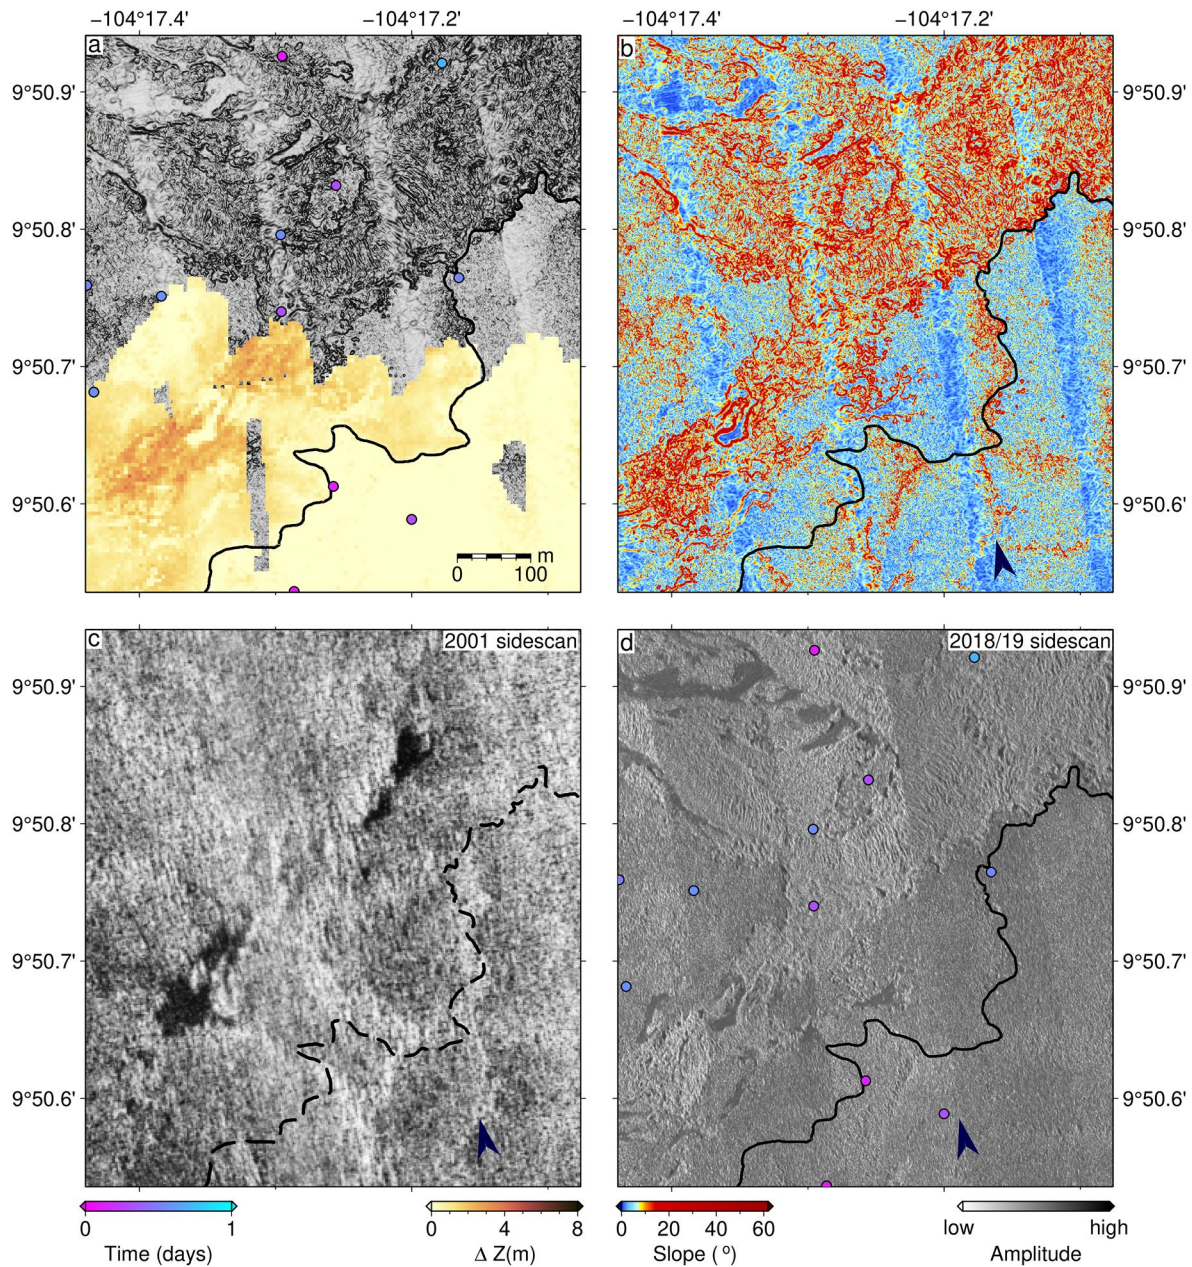 −104°17.4' −104°17.2' −104°17.4' −104°17.2'
a b
9°50.9' 9°50.9'
9°50.8' 9°50.8'
9°50.7' 9°50.7'
9°50.6' 9°50.6'
m
0 100
c 2001 sidescan d 2018/19 sidescan
9°50.9' 9°50.9'
9°50.8' 9°50.8'
9°50.7' 9°50.7'
9°50.6' 9°50.6'
0 1 0 4 8 0 20 40 60 low high
Time (days) Δ Z(m) Slope ( º) Amplitude